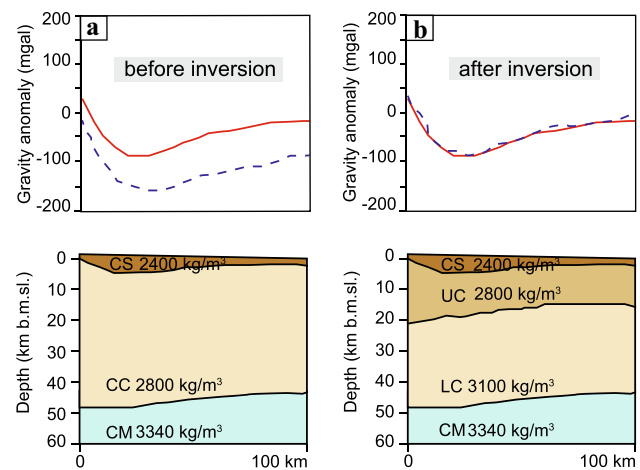 a
before inversion
Gravity anomaly (mgal)
200
100
0
-100
-200
b
after inversion
Gravity anomaly (mgal)
200
100
0
-100
-200
CS 2400 kg/m³
CC 2800 kg/m³
CM 3340 kg/m³
Depth (km b.m.sl.)
0
10
20
30
40
50
60
0 100 km
CS 2400 kg/m³
UC 2800 kg/m³
LC 3100 kg/m³
CM 3340 kg/m³
Depth (km b.m.sl.)
0
10
20
30
40
50
60
0 100 km